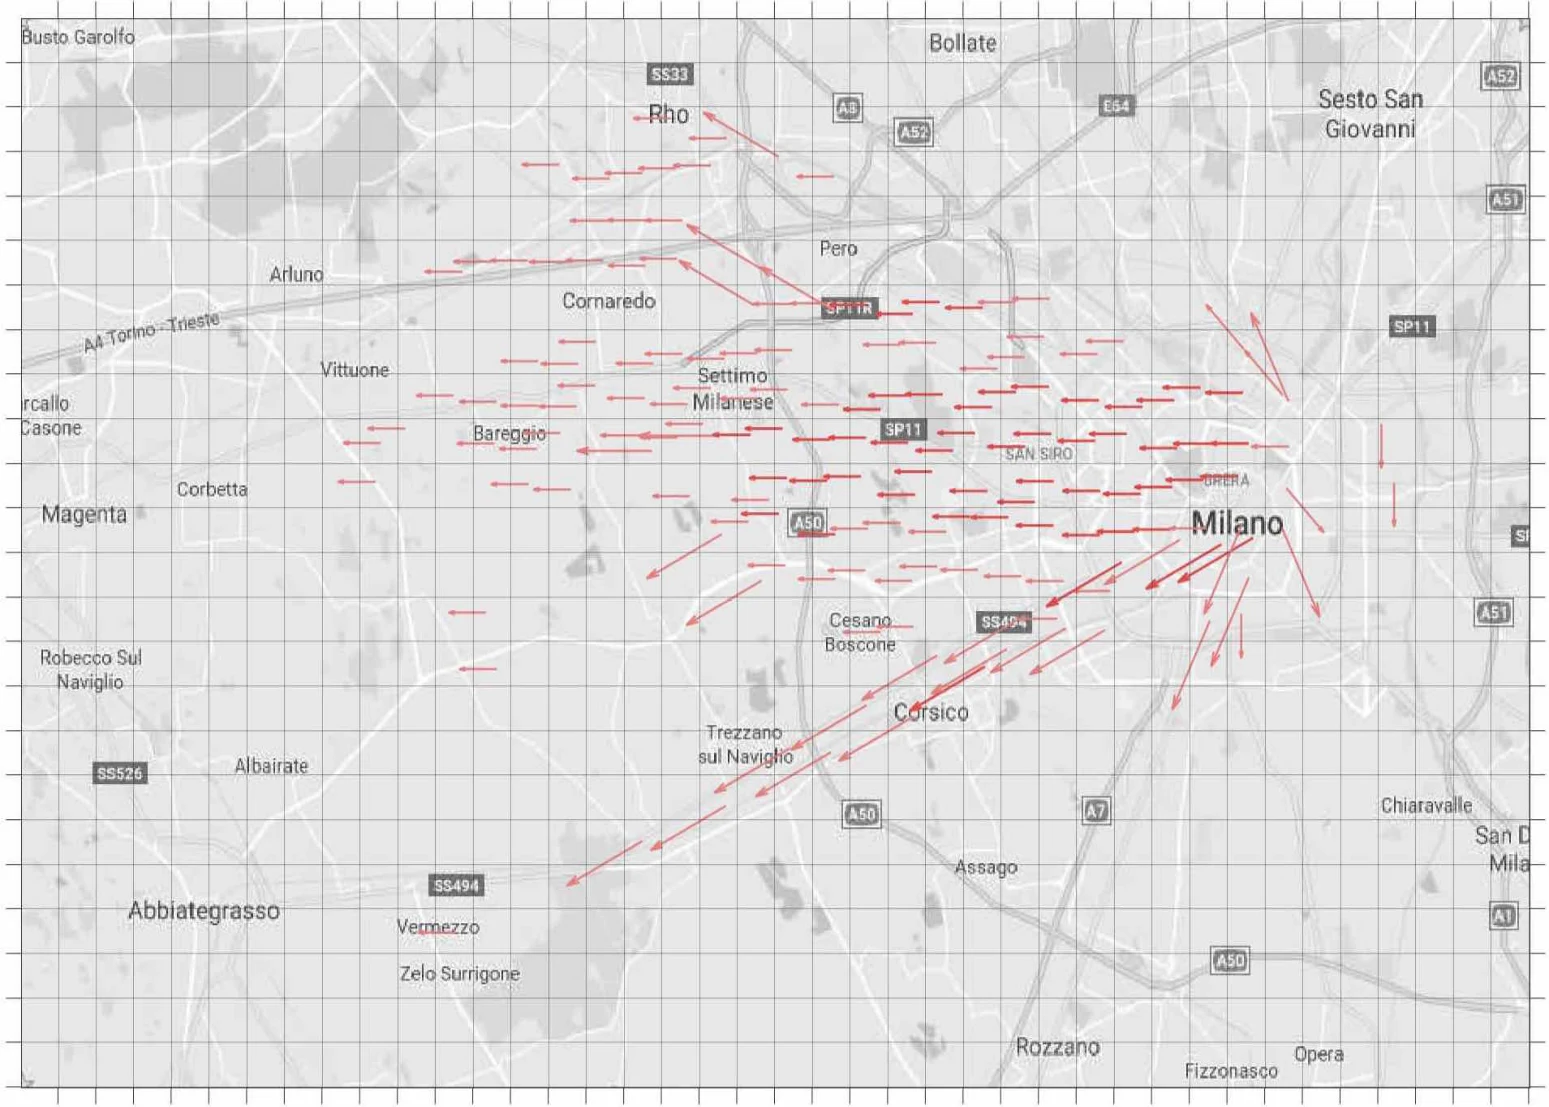 Busto Garolfo
Bollate
SS33
A52
Rho
A8
E64
Sesto San
Giovanni
A52
A51
Pero
Arluno
Cornaredo
SP11R
A4 Torino - Trieste
SP11
Vittuone
Settimo
Milanese
rcallo
Casone
Bareggio
SP11
SAN SIRO
BRERA
Corbetta
Magenta
A50
Milano
A51
Cesano
Boscone
SS494
Robecco Sul
Naviglio
Corsico
Trezzano
sul Naviglio
SS526
Albairate
Chiaravalle
A50
A7
San D
Mila
Assago
SS494
Abbiategrasso
A1
Vermezzo
A50
Zelo Surrigone
Rozzano
Opera
Fizzonasco